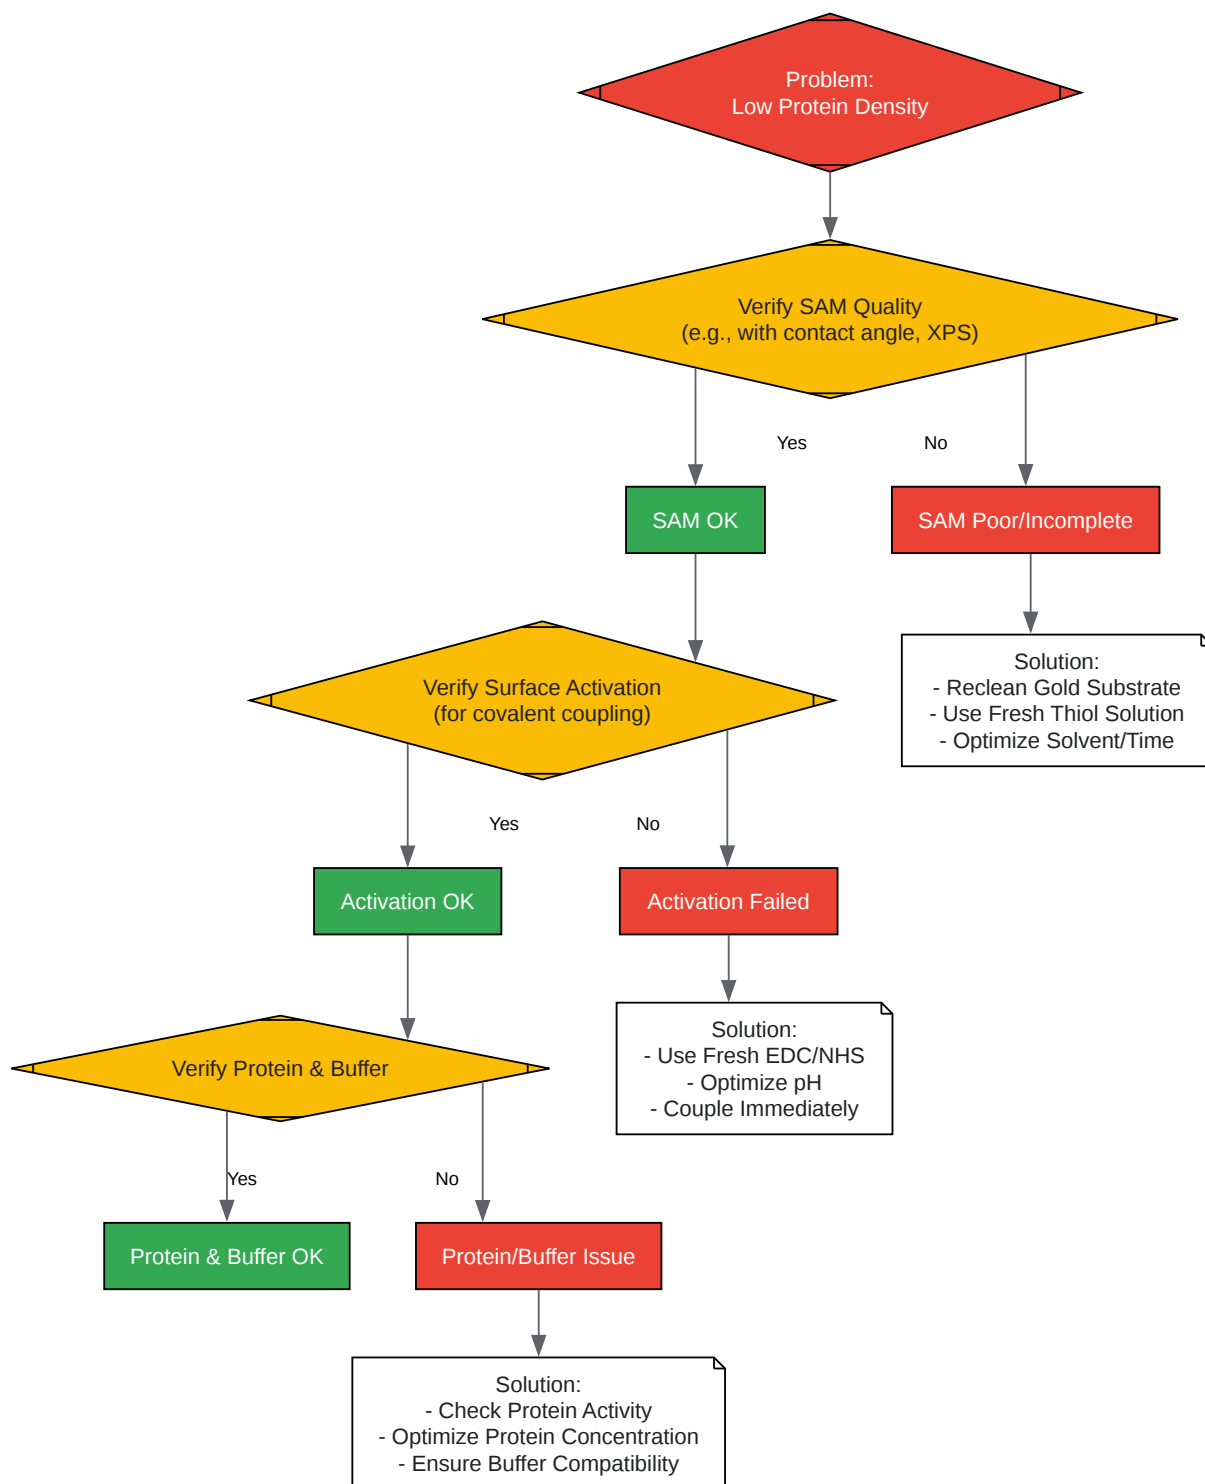 Problem:
Low Protein Density
Verify SAM Quality
(e.g., with contact angle, XPS)
Yes
No
SAM OK
SAM Poor/Incomplete
Solution:
- Reclean Gold Substrate
- Use Fresh Thiol Solution
- Optimize Solvent/Time
Verify Surface Activation
(for covalent coupling)
Yes
No
Activation OK
Activation Failed
Solution:
- Use Fresh EDC/NHS
- Optimize pH
- Couple Immediately
Verify Protein & Buffer
Yes
No
Protein & Buffer OK
Protein/Buffer Issue
Solution:
- Check Protein Activity
- Optimize Protein Concentration
- Ensure Buffer Compatibility